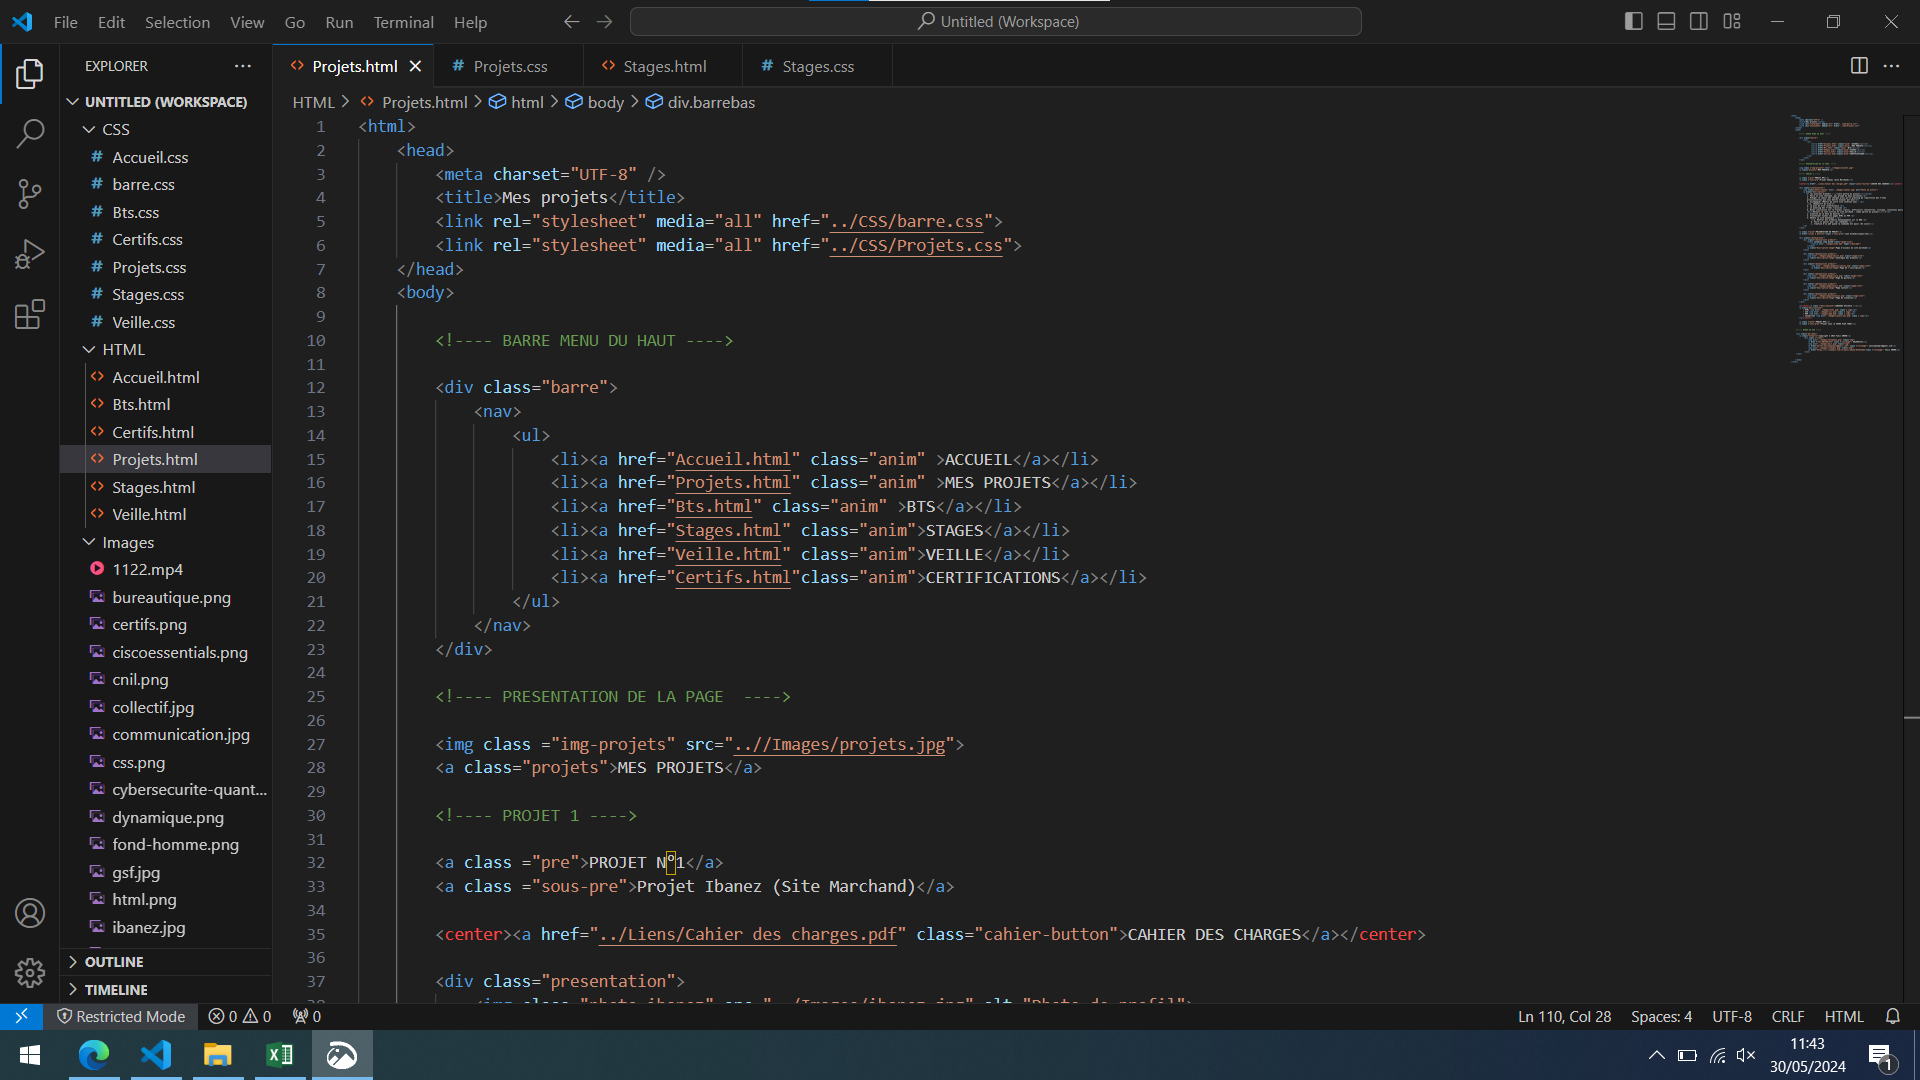 File Edit Selection View Go Run Terminal Help
Untitled (Workspace)
EXPLORER
UNTITLED (WORKSPACE)
CSS
Accueil.css
barre.css
Bts.css
Certifs.css
Projets.css
Stages.css
Veille.css
HTML
Accueil.html
Bts.html
Certifs.html
Projets.html
Stages.html
Veille.html
Images
1122.mp4
bureautique.png
certifs.png
ciscoessentials.png
cnil.png
collectif.jpg
communication.jpg
css.png
cybersecurite-quant...
dynamique.png
fond-homme.png
gsf.jpg
html.png
ibanez.jpg
OUTLINE
TIMELINE
Projets.html Projets.css Stages.html Stages.css
HTML > Projets.html > html > body > div.barrebas
1 <html>
2 <head>
3 <meta charset="UTF-8" />
4 <title>Mes projets</title>
5 <link rel="stylesheet" media="all" href="../CSS/barre.css">
6 <link rel="stylesheet" media="all" href="../CSS/Projets.css">
7 </head>
8 <body>
9
10 <!---- BARRE MENU DU HAUT ---->
11
12 <div class="barre">
13 <nav>
14 <ul>
15 <li><a href="Accueil.html" class="anim" >ACCUEIL</a></li>
16 <li><a href="Projets.html" class="anim" >MES PROJETS</a></li>
17 <li><a href="Bts.html" class="anim" >BTS</a></li>
18 <li><a href="Stages.html" class="anim">STAGES</a></li>
19 <li><a href="Veille.html" class="anim">VEILLE</a></li>
20 <li><a href="Certifs.html"class="anim">CERTIFICATIONS</a></li>
21 </ul>
22 </nav>
23 </div>
24
25 <!---- PRESENTATION DE LA PAGE  ---->
26
27 <img class ="img-projets" src="..//Images/projets.jpg">
28 <a class="projets">MES PROJETS</a>
29
30 <!---- PROJET 1 ---->
31
32 <a class ="pre">PROJET N°1</a>
33 <a class ="sous-pre">Projet Ibanez (Site Marchand)</a>
34
35 <center><a href="../Liens/Cahier des charges.pdf" class="cahier-button">CAHIER DES CHARGES</a></center>
36
37 <div class="presentation">
38 <img class="photo-ibanez" src="../Images/ibanez.jpg" alt="Photo de profil">
Restricted Mode 0 0 0
Ln 110, Col 28 Spaces: 4 UTF-8 CRLF HTML
11:43
30/05/2024
1